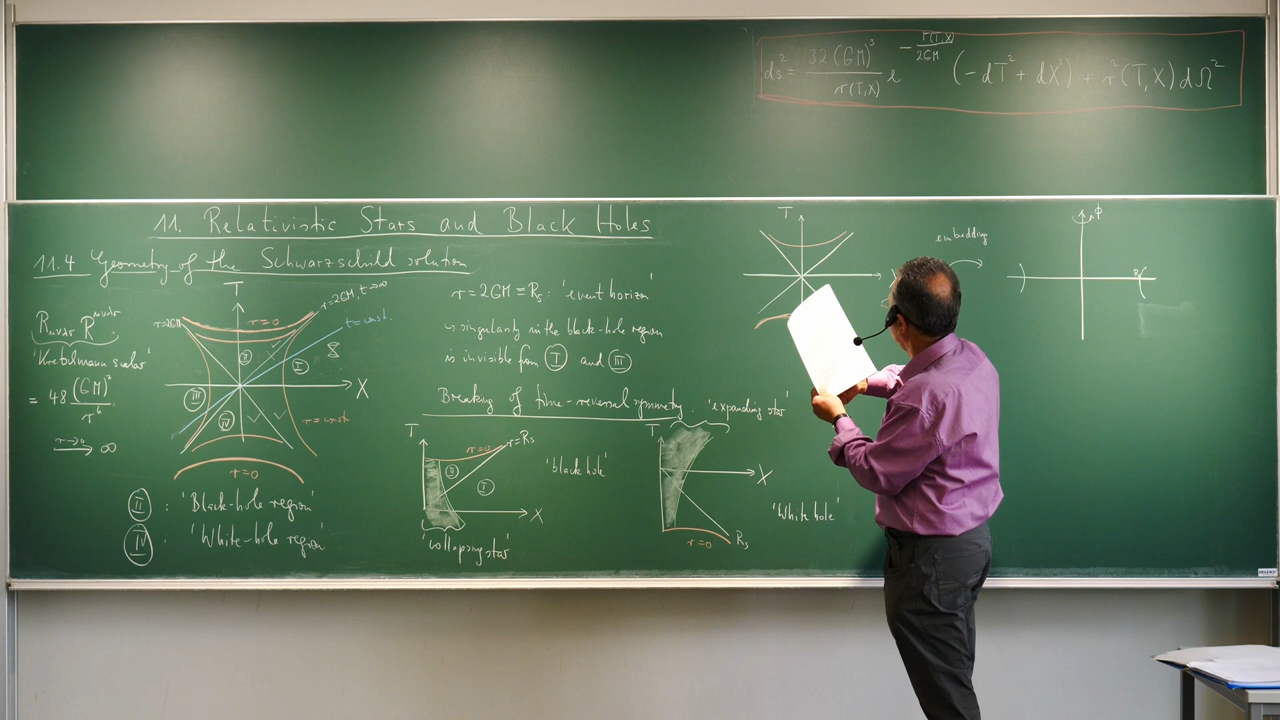 ds² = 32(GM)³/r(T,X) e^(-r(T,X)/2GM) (-dT² + dX²) + r²(T,X)dΩ²
11. Relativistic Stars and Black Holes
11.4 Geometry of the Schwarzschild solution
R_μνλσ R^μνλσ
'Kretschmann scalar'
= 48 (GM)²/r⁶
r→0 ∞
T
r=2GM
r=0
r=2GM, t→∞
t=const.
II
I
III
IV
X
r=const
r=0
II : 'Black-hole region'
IV : 'White-hole region'
r=2GM=R_s: 'event horizon'
↳ singularity in the black-hole region
is invisible from I and III
Breaking of time-reversal symmetry
T
r=0
r=R_s
II
I
X
'black hole'
'collapsing star'
'expanding star'
T
X
'White hole'
r=0
R_s
T
embedding
φ
R_s